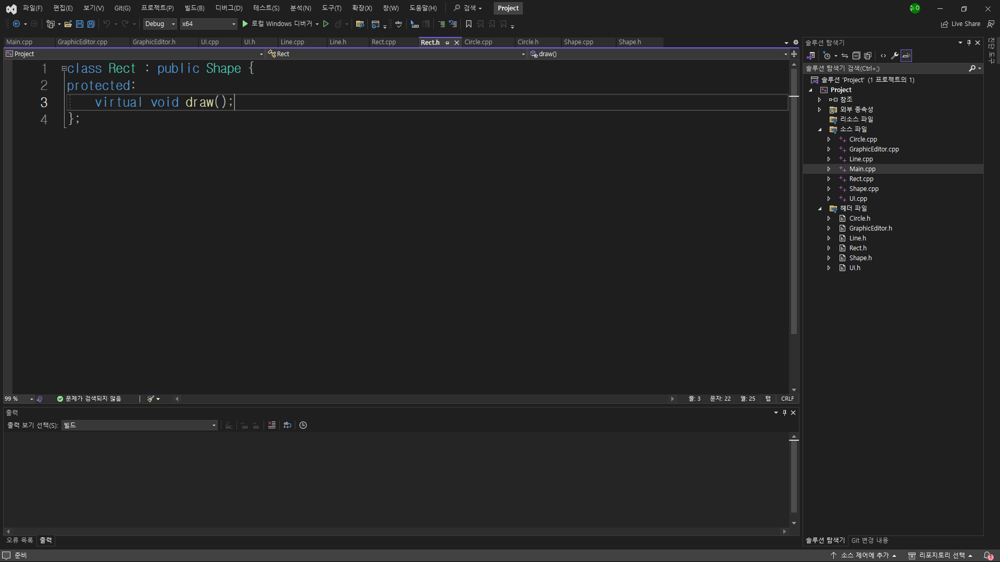 파일(F) 편집(E) 보기(V) Git(G) 프로젝트(P) 빌드(B) 디버그(D) 테스트(S) 분석(N) 도구(T) 확장(X) 창(W) 도움말(H) 검색 Project 순0
Debug x64 로컬 Windows 디버거 Live Share
Main.cpp GraphicEditor.cpp GraphicEditor.h UI.cpp UI.h Line.cpp Line.h Rect.cpp Rect.h Circle.cpp Circle.h Shape.cpp Shape.h
Project Rect draw()
1 class Rect : public Shape {
2 protected:
3 virtual void draw();
4 };
99 % 문제가 검색되지 않음 줄: 3 문자: 22 열: 25 탭 CRLF
출력
출력 보기 선택(S): 빌드
오류 목록 출력
솔루션 탐색기
솔루션 탐색기 검색(Ctrl+;)
솔루션 'Project' (1 프로젝트의 1)
Project
참조
외부 종속성
리소스 파일
소스 파일
Circle.cpp
GraphicEditor.cpp
Line.cpp
Main.cpp
Rect.cpp
Shape.cpp
UI.cpp
헤더 파일
Circle.h
GraphicEditor.h
Line.h
Rect.h
Shape.h
UI.h
솔루션 탐색기 Git 변경 내용
진단 도구
준비 소스 제어에 추가 리포지토리 선택 1